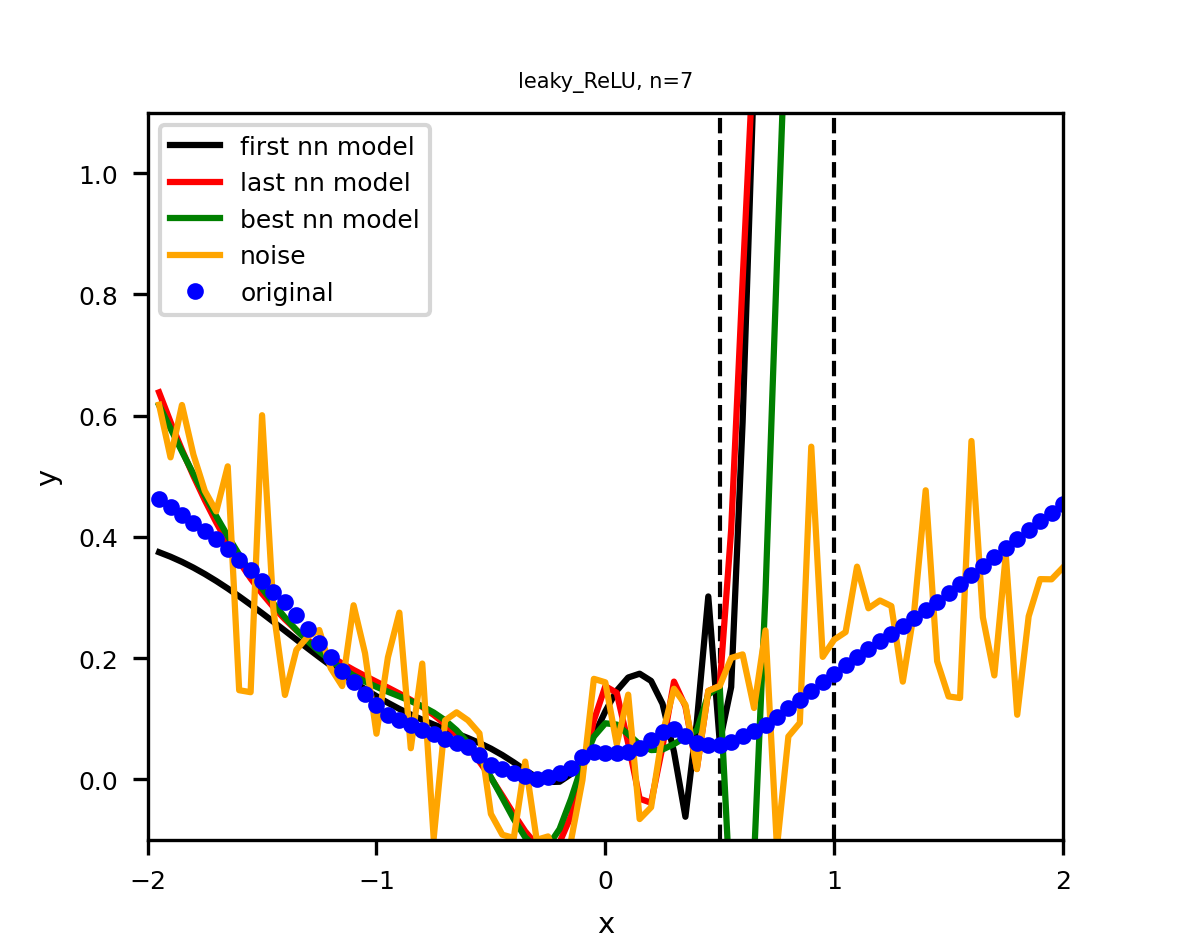 leaky_ReLU, n=7
first nn model
last nn model
best nn model
noise
original
y
1.0
0.8
0.6
0.4
0.2
0.0
−2
−1
0
1
2
x